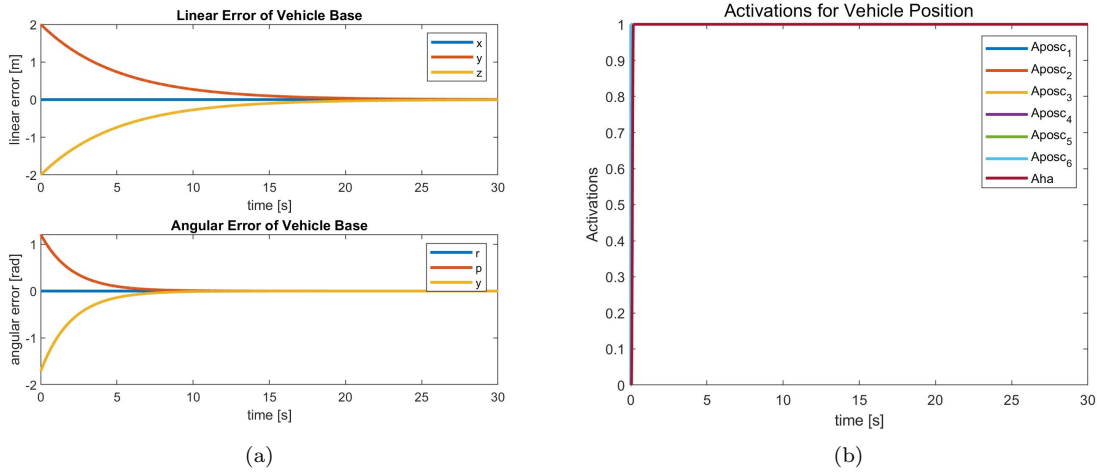 Linear Error of Vehicle Base
linear error [m]
2
1
0
-1
-2
0 5 10 15 20 25 30
time [s]
x
y
z
Angular Error of Vehicle Base
angular error [rad]
1
0
-1
-2
0 5 10 15 20 25 30
time [s]
r
p
y
(a)
Activations for Vehicle Position
Activations
1
0.9
0.8
0.7
0.6
0.5
0.4
0.3
0.2
0.1
0
0 5 10 15 20 25 30
time [s]
Aposc₁
Aposc₂
Aposc₃
Aposc₄
Aposc₅
Aposc₆
Aha
(b)